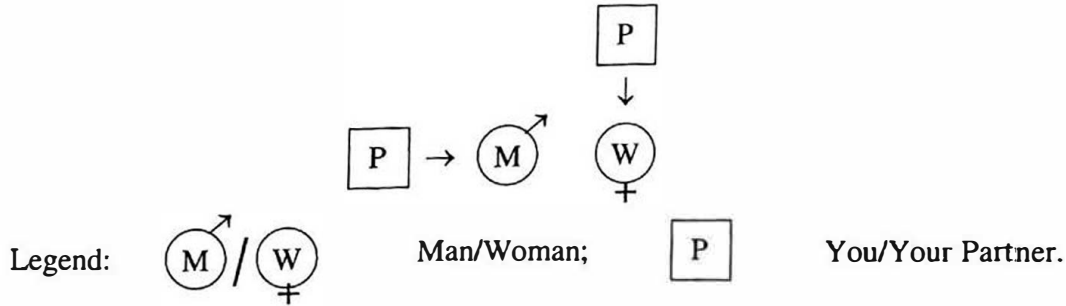 P
P → M W
Legend: M / W Man/Woman; P You/Your Partner.